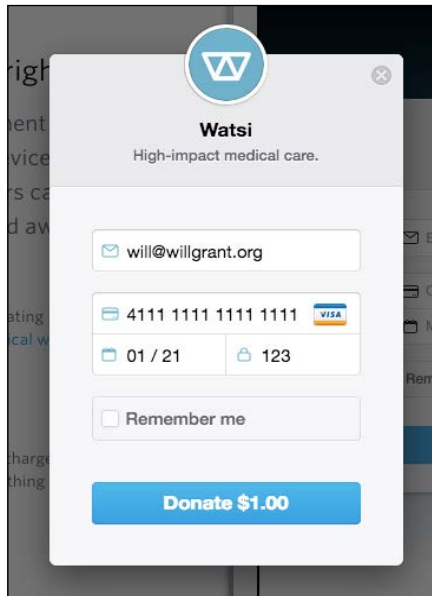 Watsi
High-impact medical care.
will@willgrant.org
4111 1111 1111 1111 VISA
01 / 21 123
Remember me
Donate $1.00